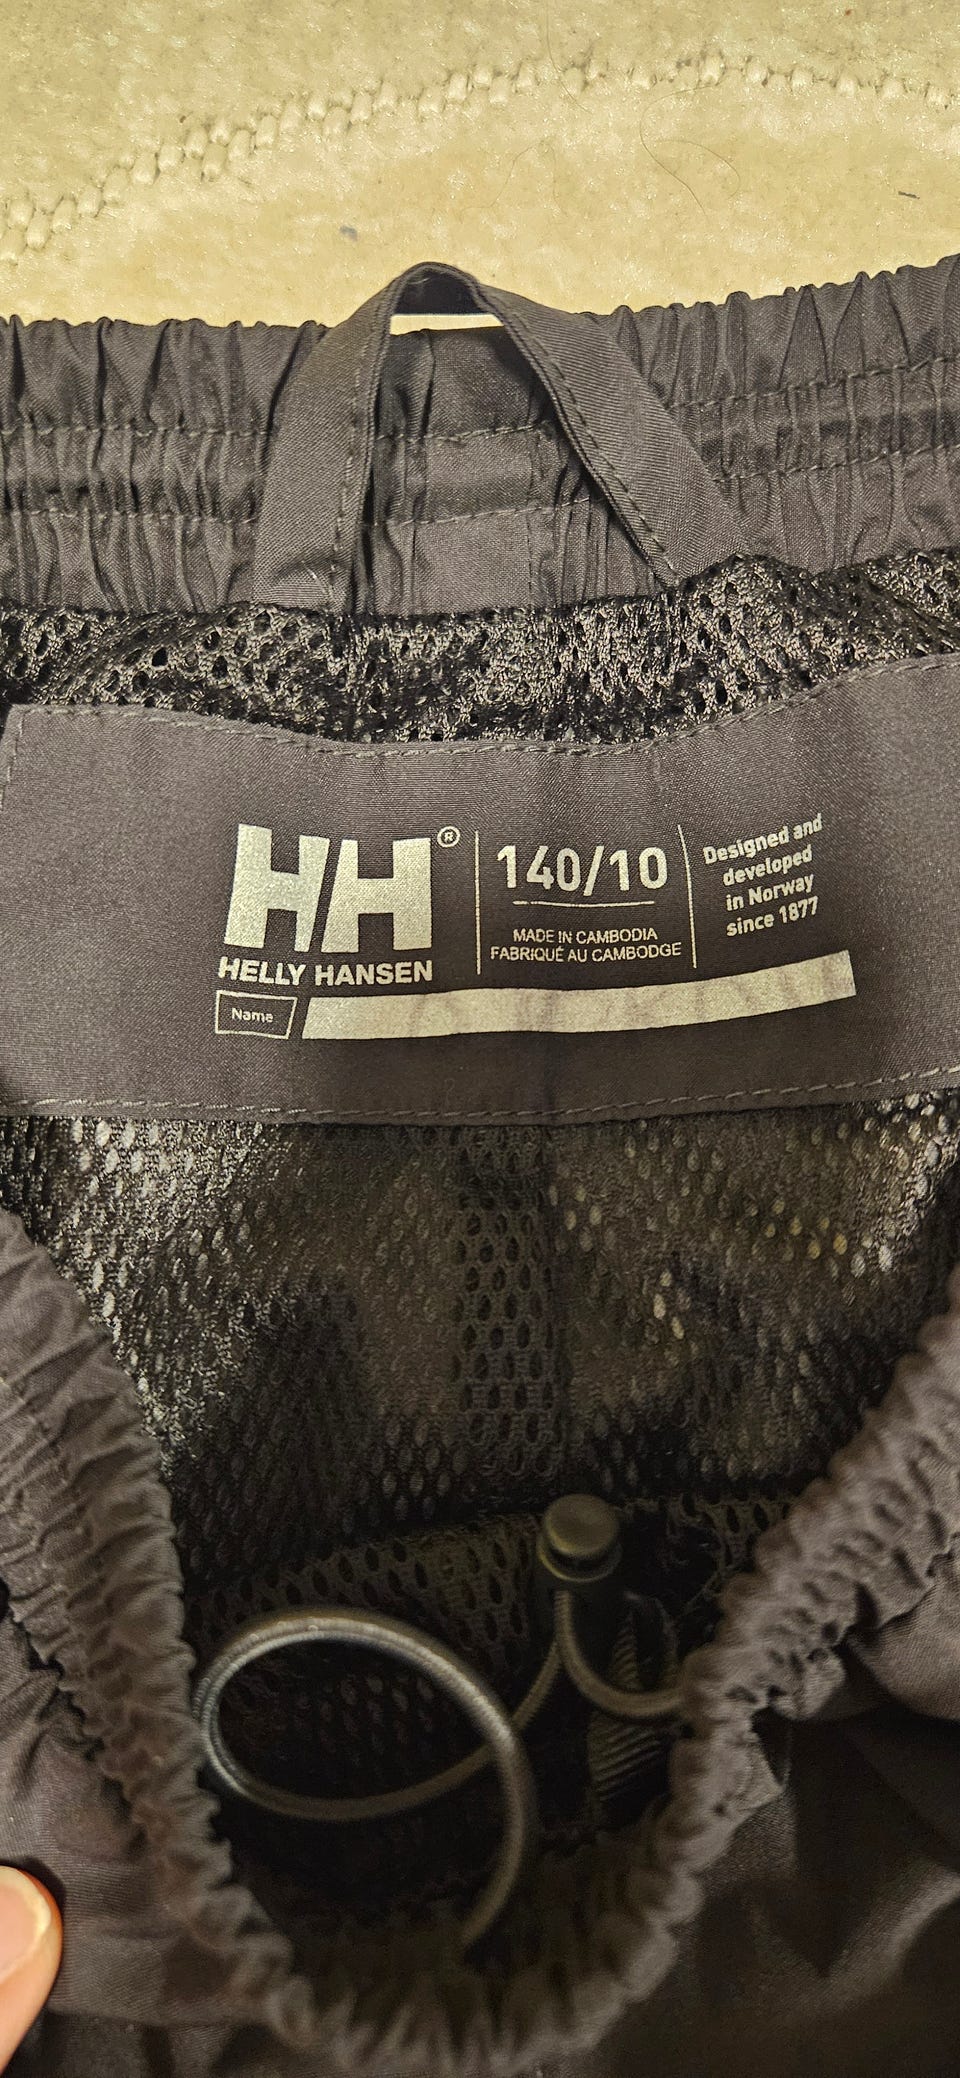 HH®
HELLY HANSEN
140/10
MADE IN CAMBODIA
FABRIQUÉ AU CAMBODGE
Designed and
developed
in Norway
since 1877
Name